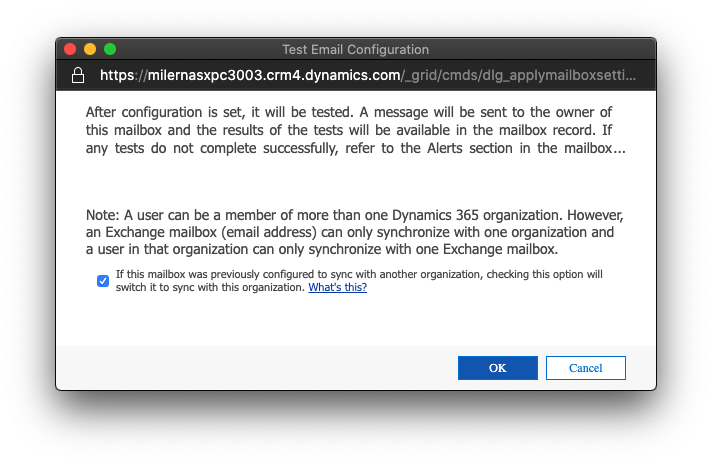 Test Email Configuration
https://milernasxpc3003.crm4.dynamics.com/_grid/cmds/dlg_applymailboxsetti...
After configuration is set, it will be tested. A message will be sent to the owner of
this mailbox and the results of the tests will be available in the mailbox record. If
any tests do not complete successfully, refer to the Alerts section in the mailbox...
Note: A user can be a member of more than one Dynamics 365 organization. However,
an Exchange mailbox (email address) can only synchronize with one organization and
a user in that organization can only synchronize with one Exchange mailbox.
If this mailbox was previously configured to sync with another organization, checking this option will
switch it to sync with this organization. What's this?
OK Cancel